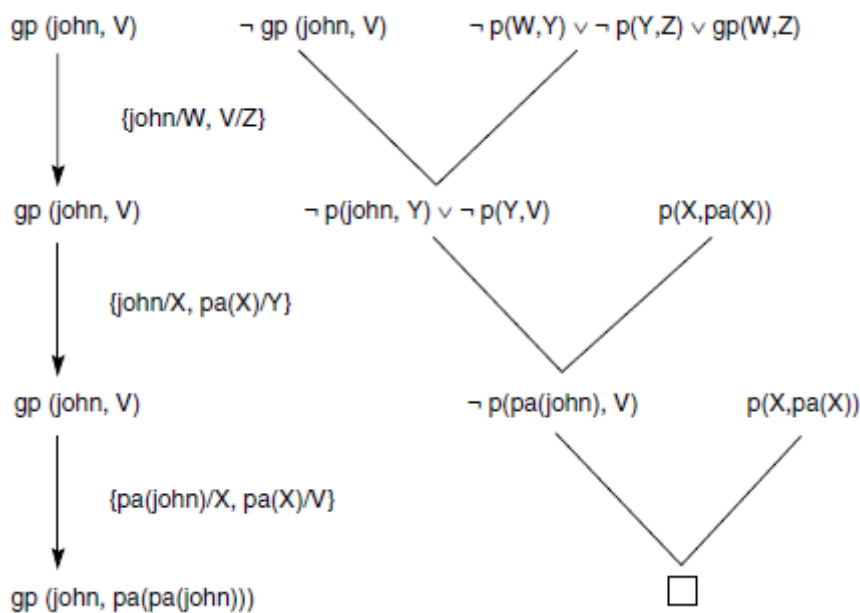 gp (john, V) ¬ gp (john, V) ¬ p(W,Y) ∨ ¬ p(Y,Z) ∨ gp(W,Z)
{john/W, V/Z}
gp (john, V) ¬ p(john, Y) ∨ ¬ p(Y,V) p(X,pa(X))
{john/X, pa(X)/Y}
gp (john, V) ¬ p(pa(john), V) p(X,pa(X))
{pa(john)/X, pa(X)/V}
gp (john, pa(pa(john)))